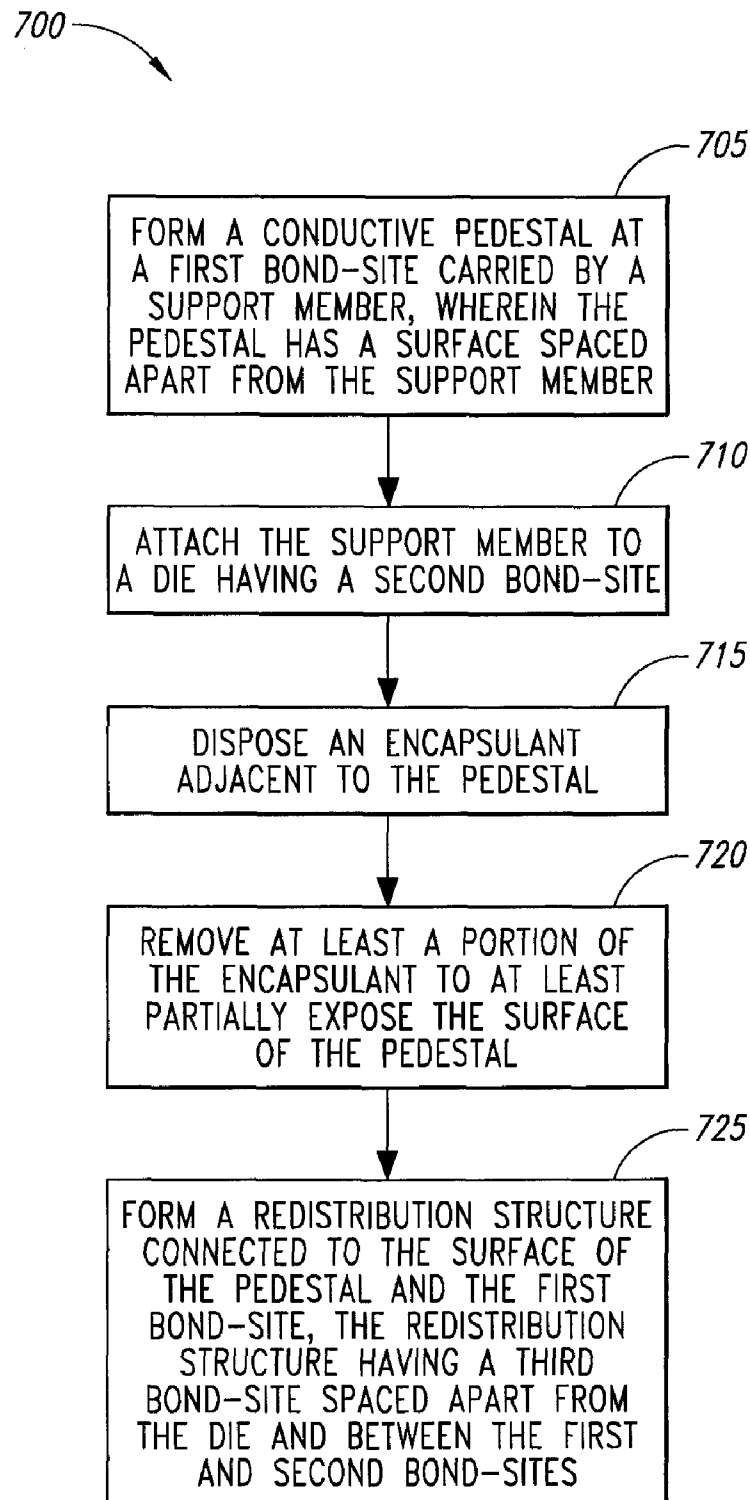 700
705
FORM A CONDUCTIVE PEDESTAL AT
A FIRST BOND-SITE CARRIED BY A
SUPPORT MEMBER, WHEREIN THE
PEDESTAL HAS A SURFACE SPACED
APART FROM THE SUPPORT MEMBER
710
ATTACH THE SUPPORT MEMBER TO
A DIE HAVING A SECOND BOND-SITE
715
DISPOSE AN ENCAPSULANT
ADJACENT TO THE PEDESTAL
720
REMOVE AT LEAST A PORTION OF
THE ENCAPSULANT TO AT LEAST
PARTIALLY EXPOSE THE SURFACE
OF THE PEDESTAL
725
FORM A REDISTRIBUTION STRUCTURE
CONNECTED TO THE SURFACE OF
THE PEDESTAL AND THE FIRST
BOND-SITE, THE REDISTRIBUTION
STRUCTURE HAVING A THIRD
BOND-SITE SPACED APART FROM
THE DIE AND BETWEEN THE FIRST
AND SECOND BOND-SITES